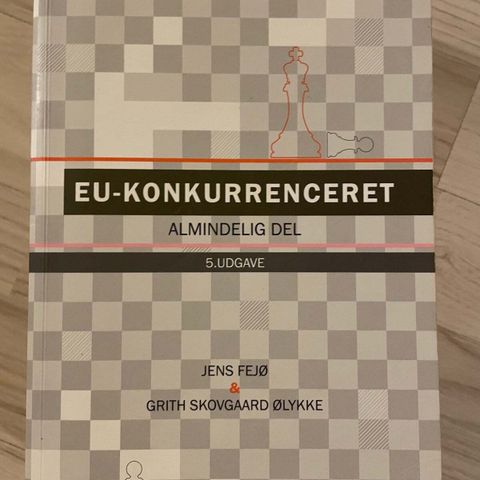 EU-KONKURRENCERET
ALMINDELIG DEL
5.UDGAVE
JENS FEJØ
&
GRITH SKOVGAARD ØLYKKE